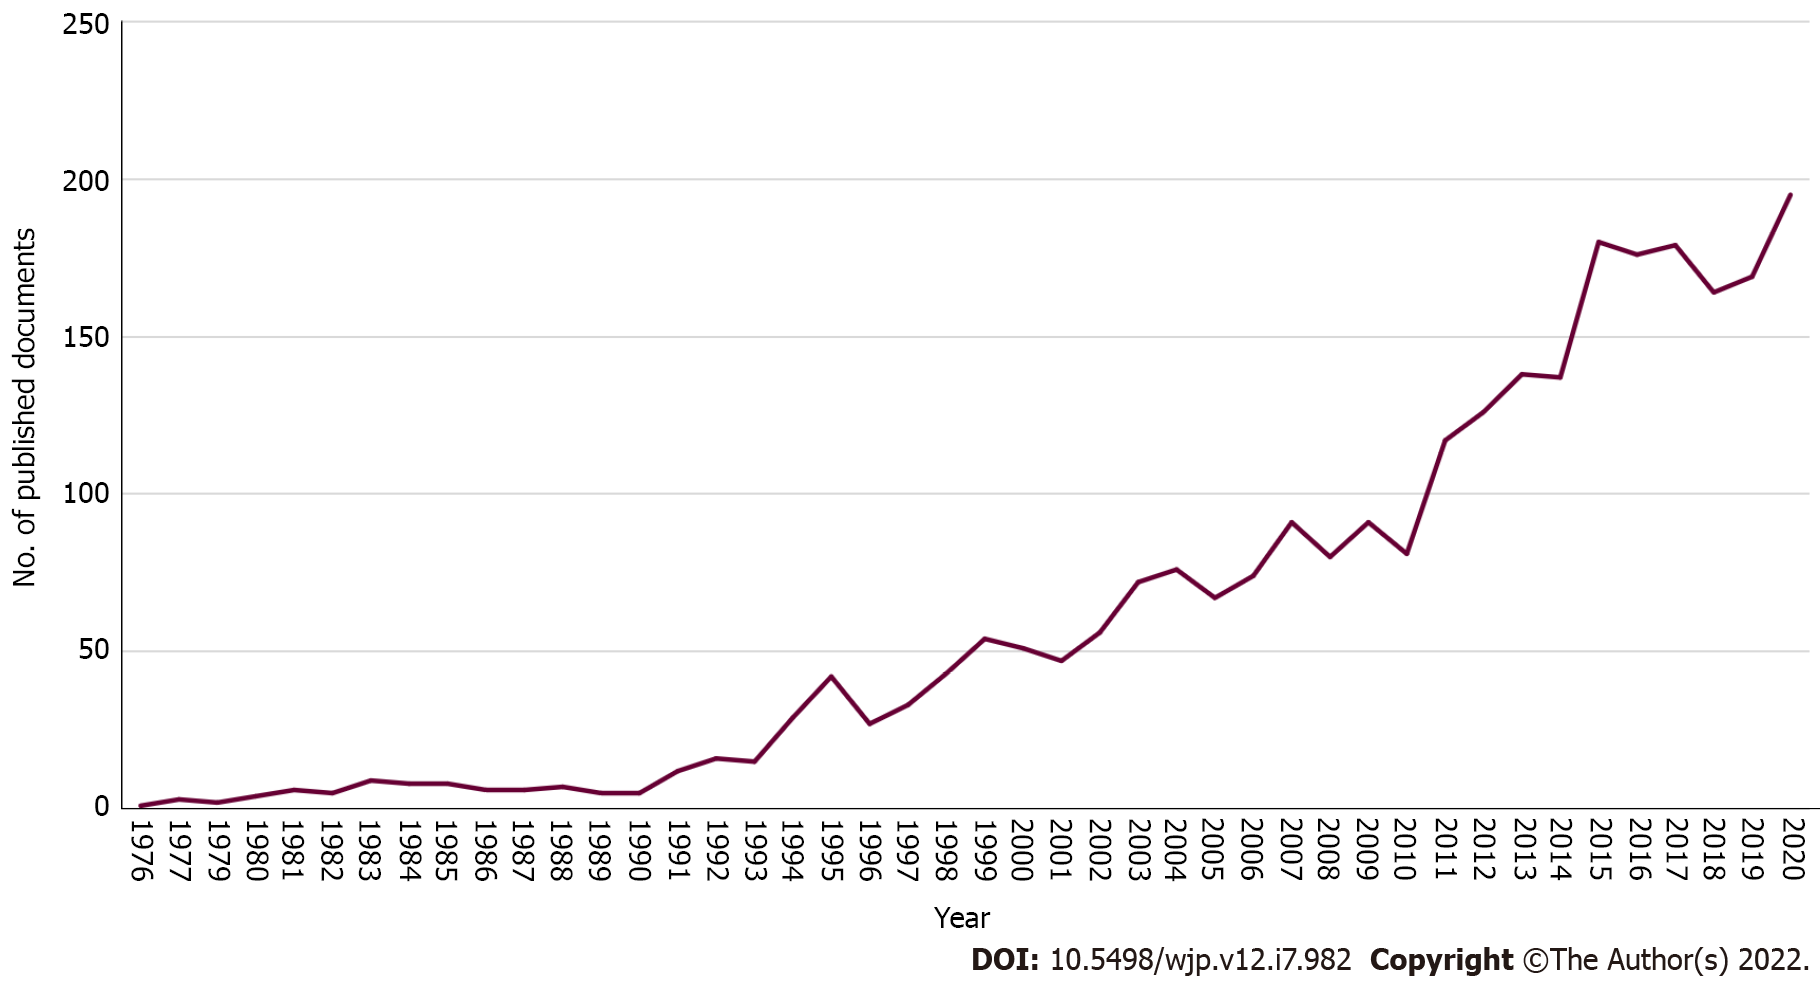 250
200
150
100
50
0
No. of published documents
1976 1977 1979 1980 1981 1982 1983 1984 1985 1986 1987 1988 1989 1990 1991 1992 1993 1994 1995 1996 1997 1998 1999 2000 2001 2002 2003 2004 2005 2006 2007 2008 2009 2010 2011 2012 2013 2014 2015 2016 2017 2018 2019 2020
Year
DOI: 10.5498/wjp.v12.i7.982 Copyright ©The Author(s) 2022.